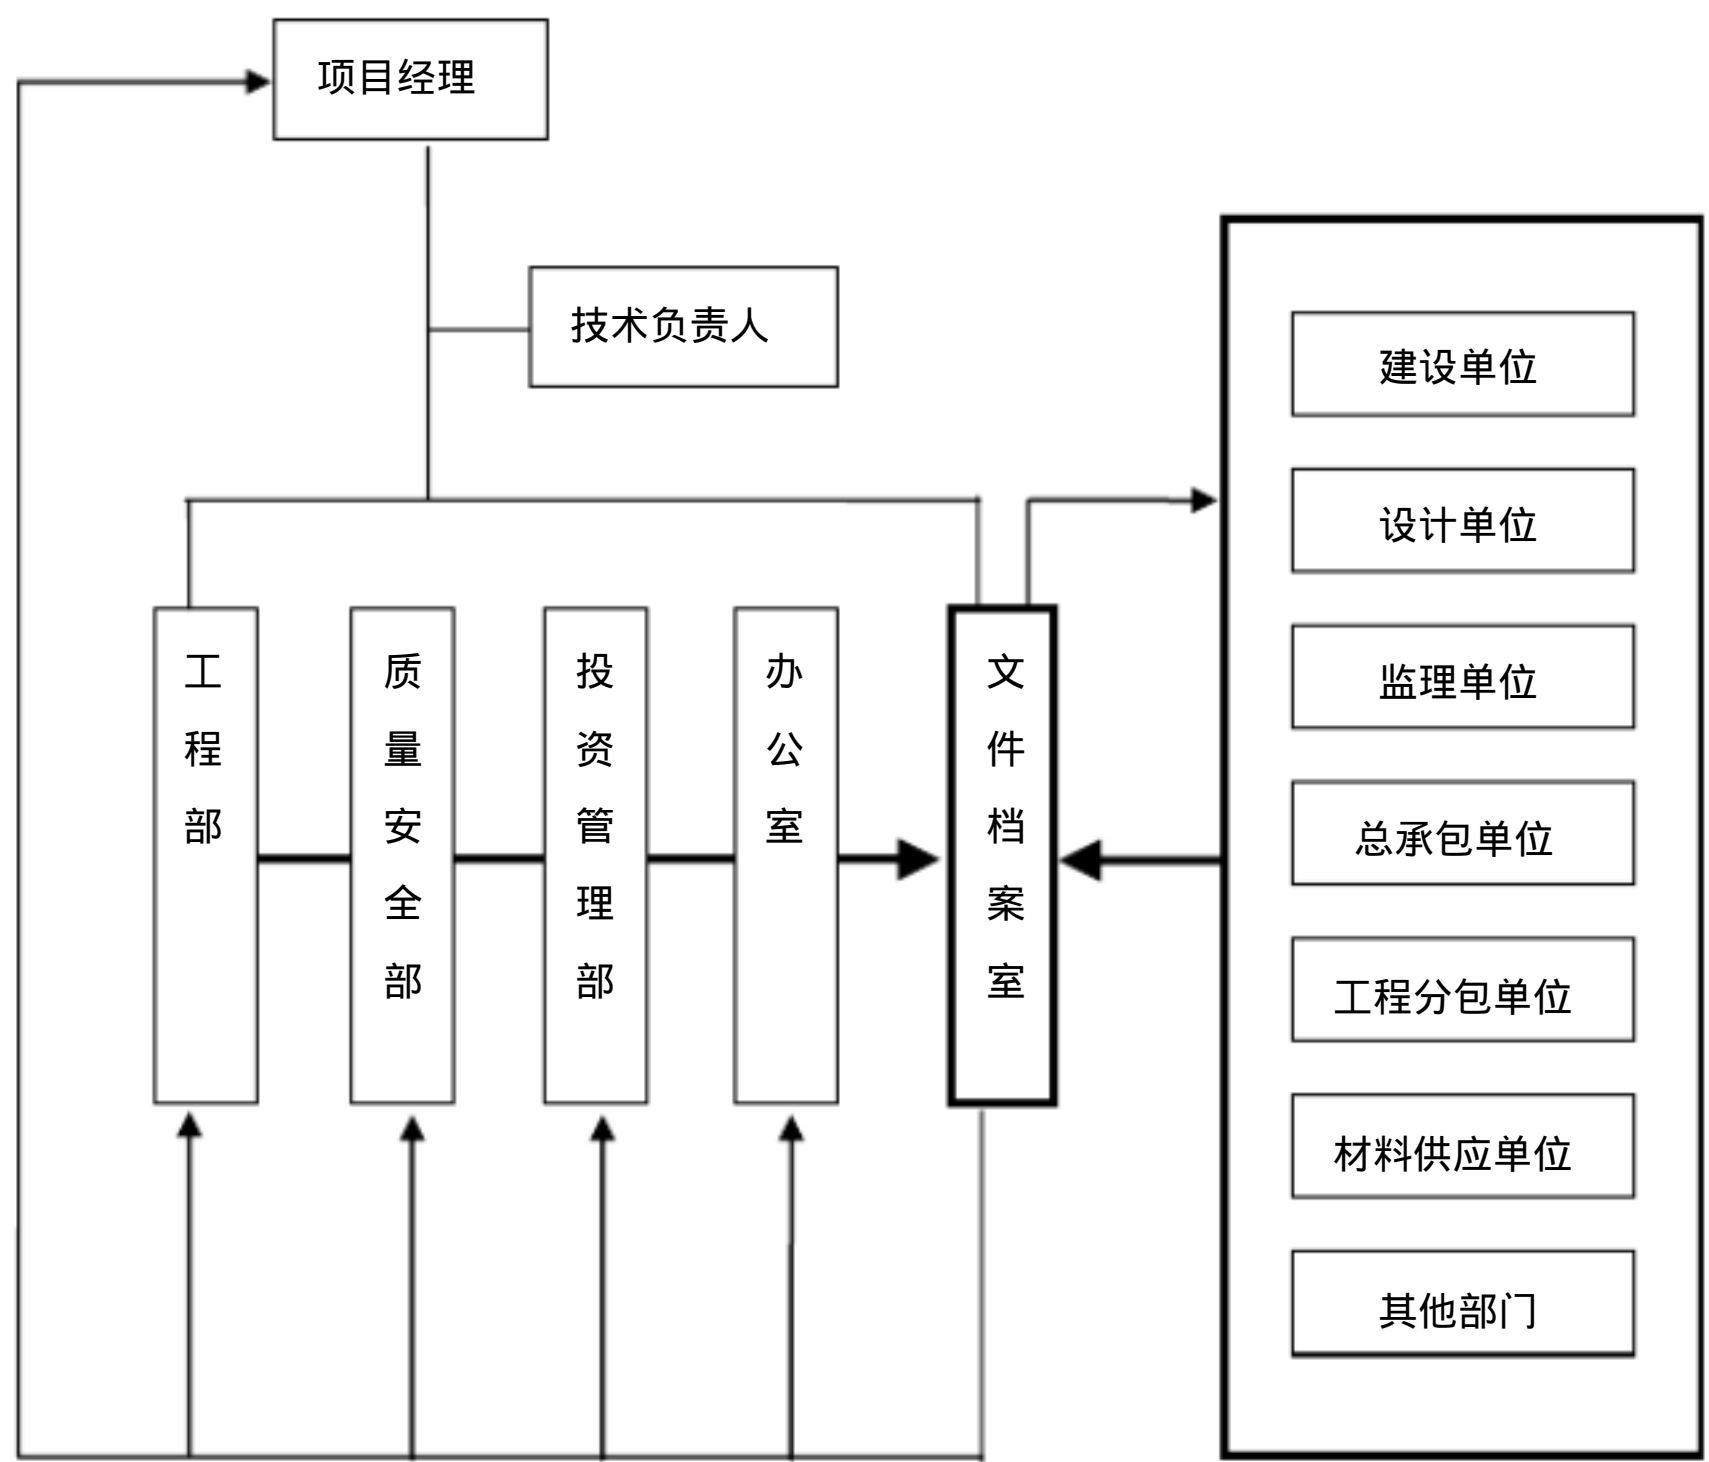 项目经理
技术负责人
建设单位
设计单位
监理单位
总承包单位
工程分包单位
材料供应单位
其他部门
工程部
质量安全部
投资管理部
办公室
文件档案室